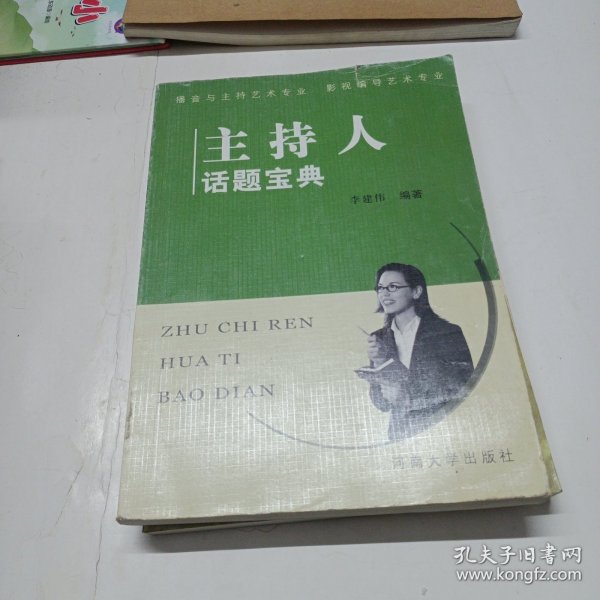 播音与主持艺术专业 影视编导艺术专业
主持人
话题宝典
李建伟 编著
ZHU CHI REN
HUA TI
BAO DIAN
河南大学出版社
孔夫子旧书网
www.kongfz.com